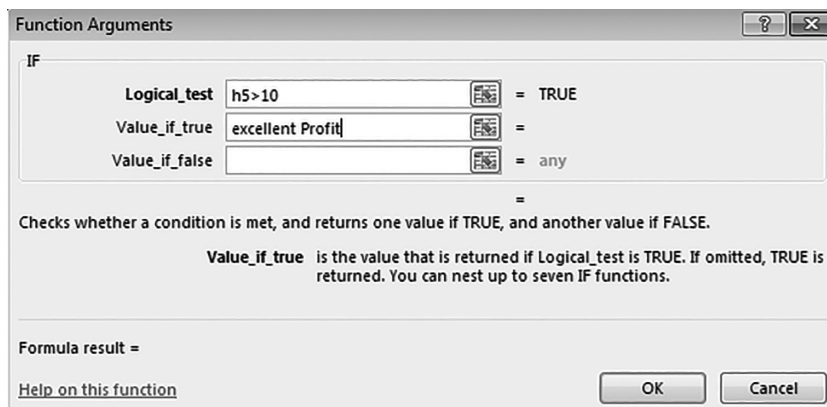 Function Arguments ?
IF
Logical_test h5>10 = TRUE
Value_if_true excellent Profit =
Value_if_false = any
=
Checks whether a condition is met, and returns one value if TRUE, and another value if FALSE.
Value_if_true is the value that is returned if Logical_test is TRUE. If omitted, TRUE is
returned. You can nest up to seven IF functions.
Formula result =
Help on this function OK Cancel